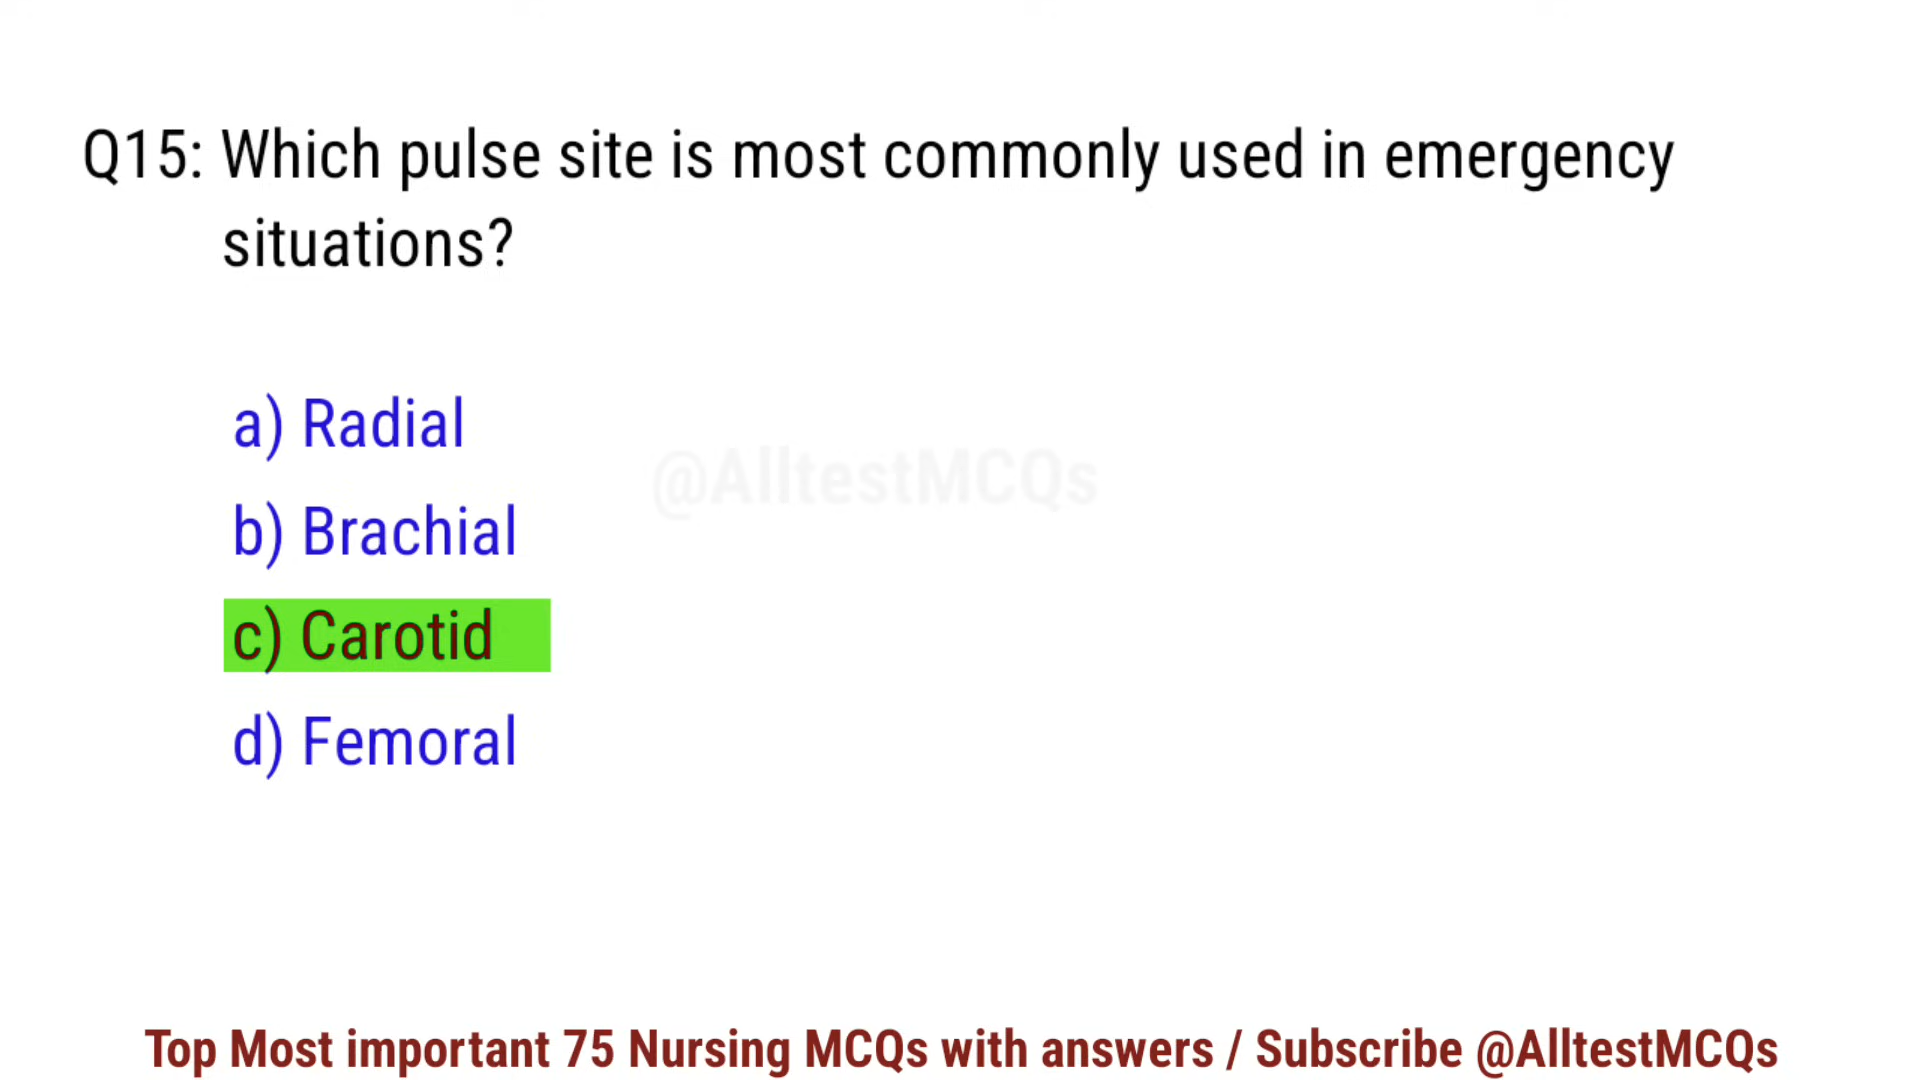 Q15: Which pulse site is most commonly used in emergency
situations?
a) Radial
@AlltestMCQs
b) Brachial
c) Carotid
d) Femoral
Top Most important 75 Nursing MCQs with answers / Subscribe @AlltestMCQs